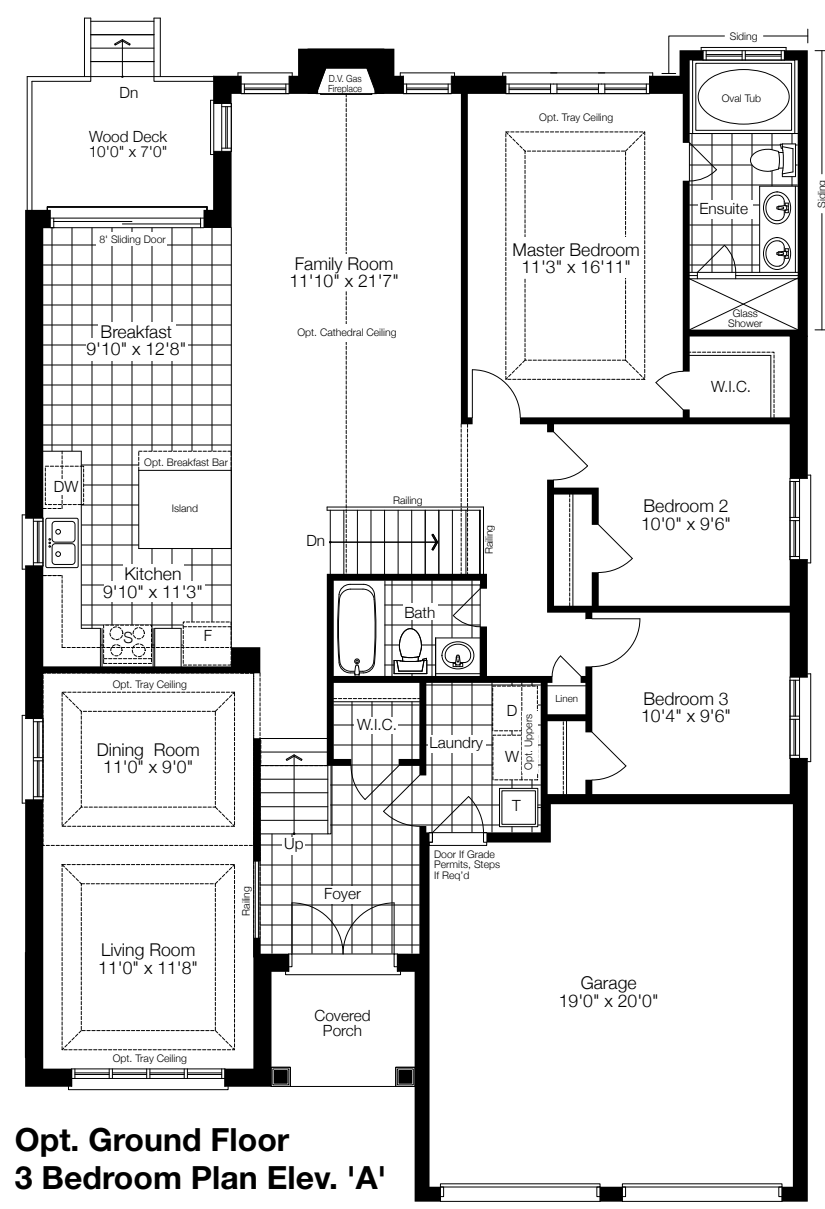 Siding
D.V. Gas
Fireplace
Dn
Wood Deck
10'0" x 7'0"
Opt. Tray Ceiling
Oval Tub
Siding
Ensuite
8' Sliding Door
Family Room
11'10" x 21'7"
Master Bedroom
11'3" x 16'11"
Breakfast
9'10" x 12'8"
Opt. Cathedral Ceiling
Glass
Shower
W.I.C.
Opt. Breakfast Bar
DW
Island
Railing
Bedroom 2
10'0" x 9'6"
Dn
Railing
Kitchen
9'10" x 11'3"
Bath
S
F
Opt. Tray Ceiling
Linen
Bedroom 3
10'4" x 9'6"
W.I.C.
D
Laundry
Opt. Uppers
W
Dining Room
11'0" x 9'0"
T
Up
Door If Grade
Permits, Steps
If Req'd
Railing
Foyer
Living Room
11'0" x 11'8"
Garage
19'0" x 20'0"
Covered
Porch
Opt. Tray Ceiling
Opt. Ground Floor
3 Bedroom Plan Elev. 'A'